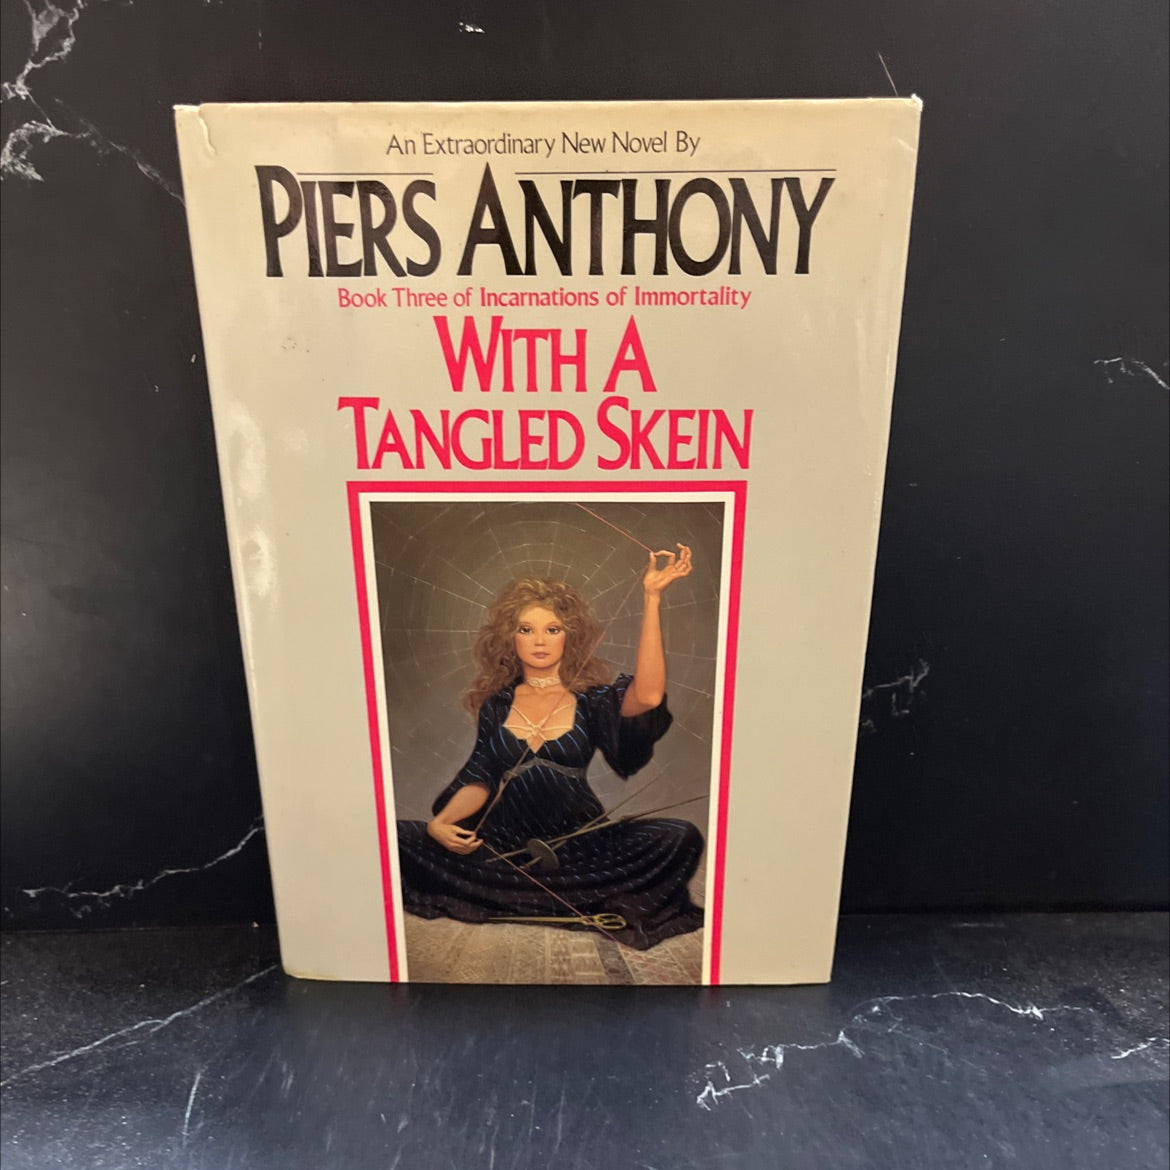 An Extraordinary New Novel By
PIERS ANTHONY
Book Three of Incarnations of Immortality
WITH A
TANGLED SKEIN